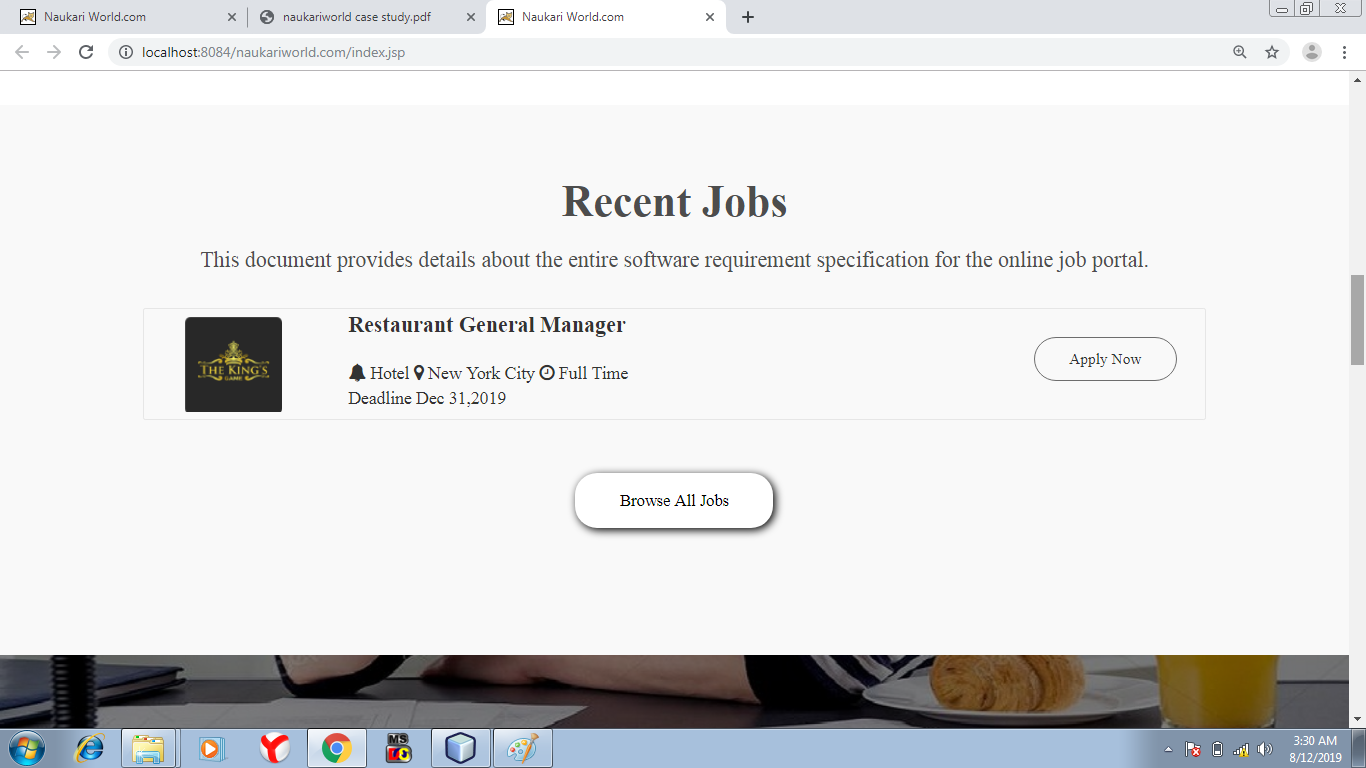 Naukari World.com
naukariworld case study.pdf
Naukari World.com
localhost:8084/naukariworld.com/index.jsp
Recent Jobs
This document provides details about the entire software requirement specification for the online job portal.
THE KING'S
GAME
Restaurant General Manager
Hotel New York City Full Time
Deadline Dec 31,2019
Apply Now
Browse All Jobs
MS
3:30 AM
8/12/2019